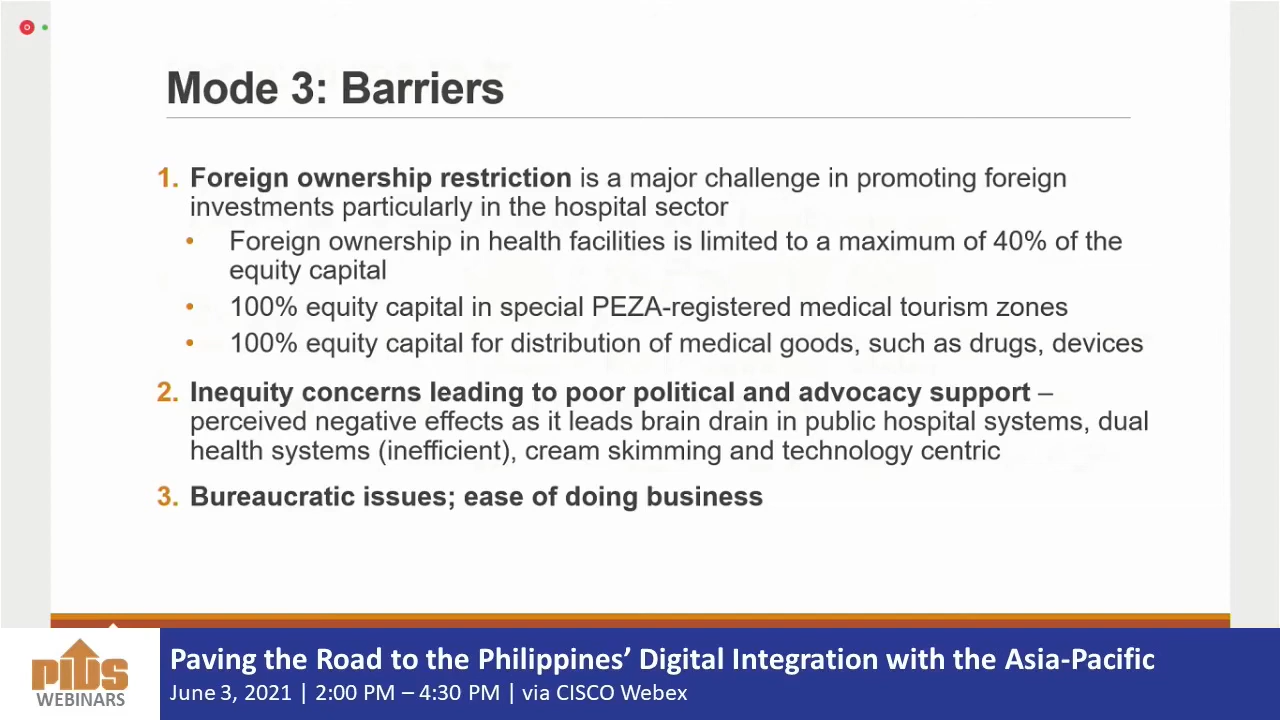 Mode 3: Barriers
1. Foreign ownership restriction is a major challenge in promoting foreign
investments particularly in the hospital sector
• Foreign ownership in health facilities is limited to a maximum of 40% of the
equity capital
• 100% equity capital in special PEZA-registered medical tourism zones
• 100% equity capital for distribution of medical goods, such as drugs, devices
2. Inequity concerns leading to poor political and advocacy support –
perceived negative effects as it leads brain drain in public hospital systems, dual
health systems (inefficient), cream skimming and technology centric
3. Bureaucratic issues; ease of doing business
PIDS
WEBINARS
Paving the Road to the Philippines’ Digital Integration with the Asia-Pacific
June 3, 2021 | 2:00 PM – 4:30 PM | via CISCO Webex